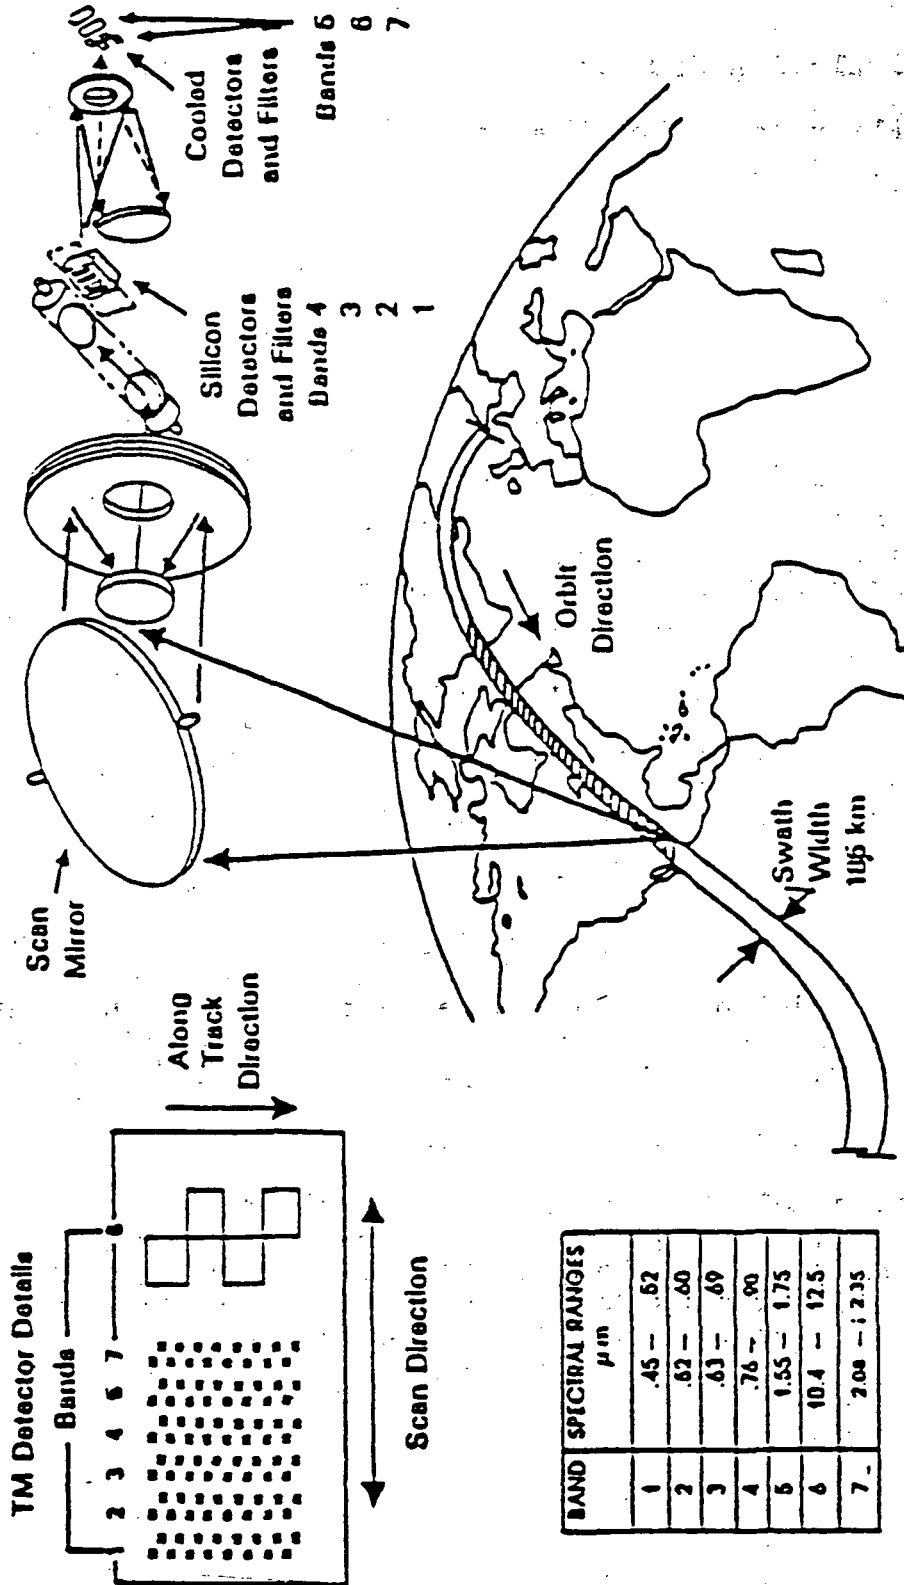 TM Detector Details
Bands
2 3 4 5 7 6
Along
Track
Direction
Scan Direction
BAND SPECTRAL RANGES
µm
1 .45 – .52
2 .62 – .60
3 .63 – .69
4 .76 – .90
5 1.55 – 1.75
6 10.4 – 12.5
7 2.08 – 2.35
Scan
Mirror
Silicon
Detectors
and Filters
Bands 4
3
2
1
Cooled
Detectors
and Filters
Bands 5
6
7
Orbit
Direction
Swath
Width
185 km